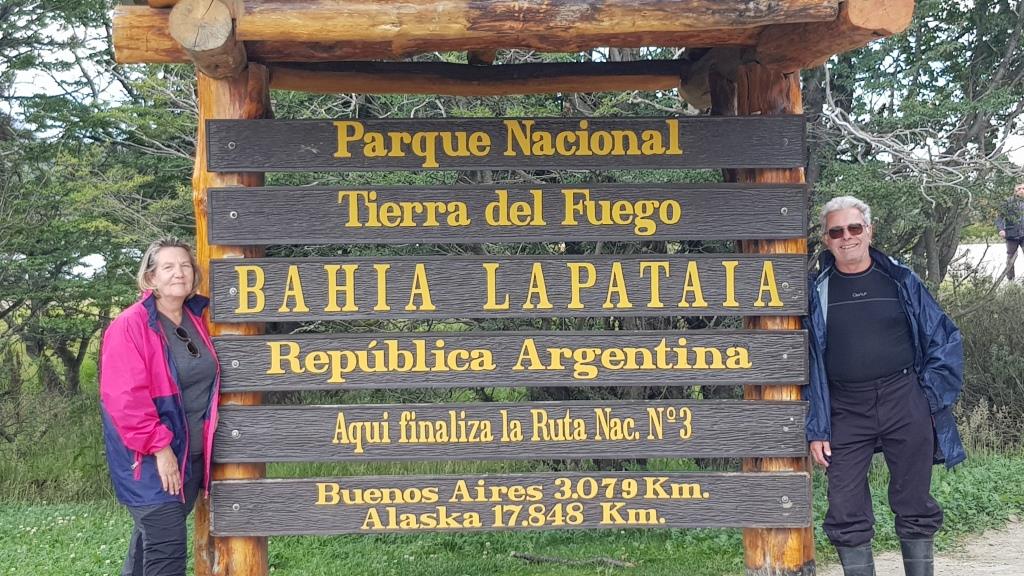 Parque Nacional
Tierra del Fuego
BAHIA LAPATAIA
República Argentina
Aqui finaliza la Ruta Nac. Nº3
Buenos Aires 3.079 Km.
Alaska 17.848 Km.